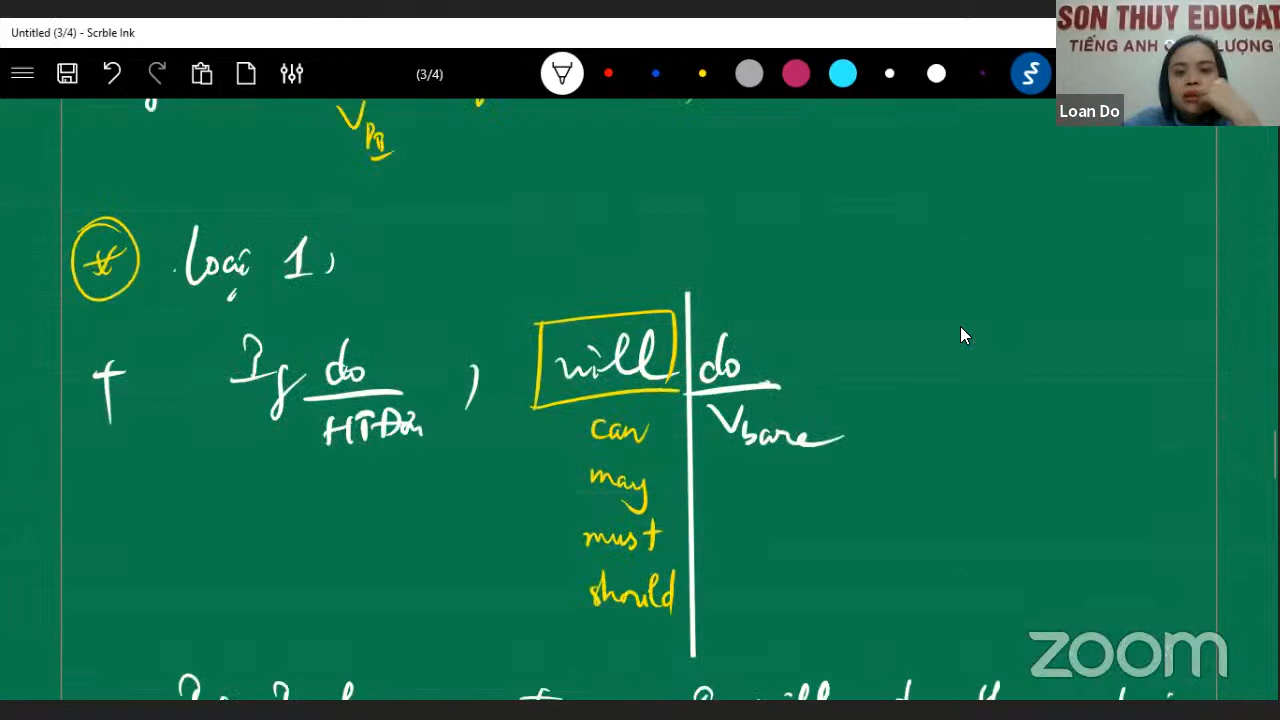 Untitled (3/4) - Scrble Ink
SON THUY EDUCAT
TIẾNG ANH
LƯỢNG
(3/4)
Loan Do
VPII
Loại 1,
+ If do, will do
HTĐơn Vbare
can
may
must
should
zoom